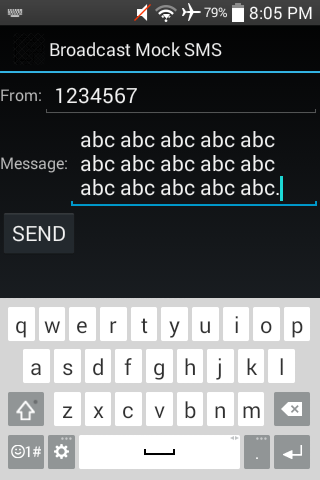 79% 8:05 PM
Broadcast Mock SMS
From: 1234567
Message: abc abc abc abc abc
abc abc abc abc abc
abc abc abc abc abc.
SEND
q w e r t y u i o p
a s d f g h j k l
z x c v b n m
1# .